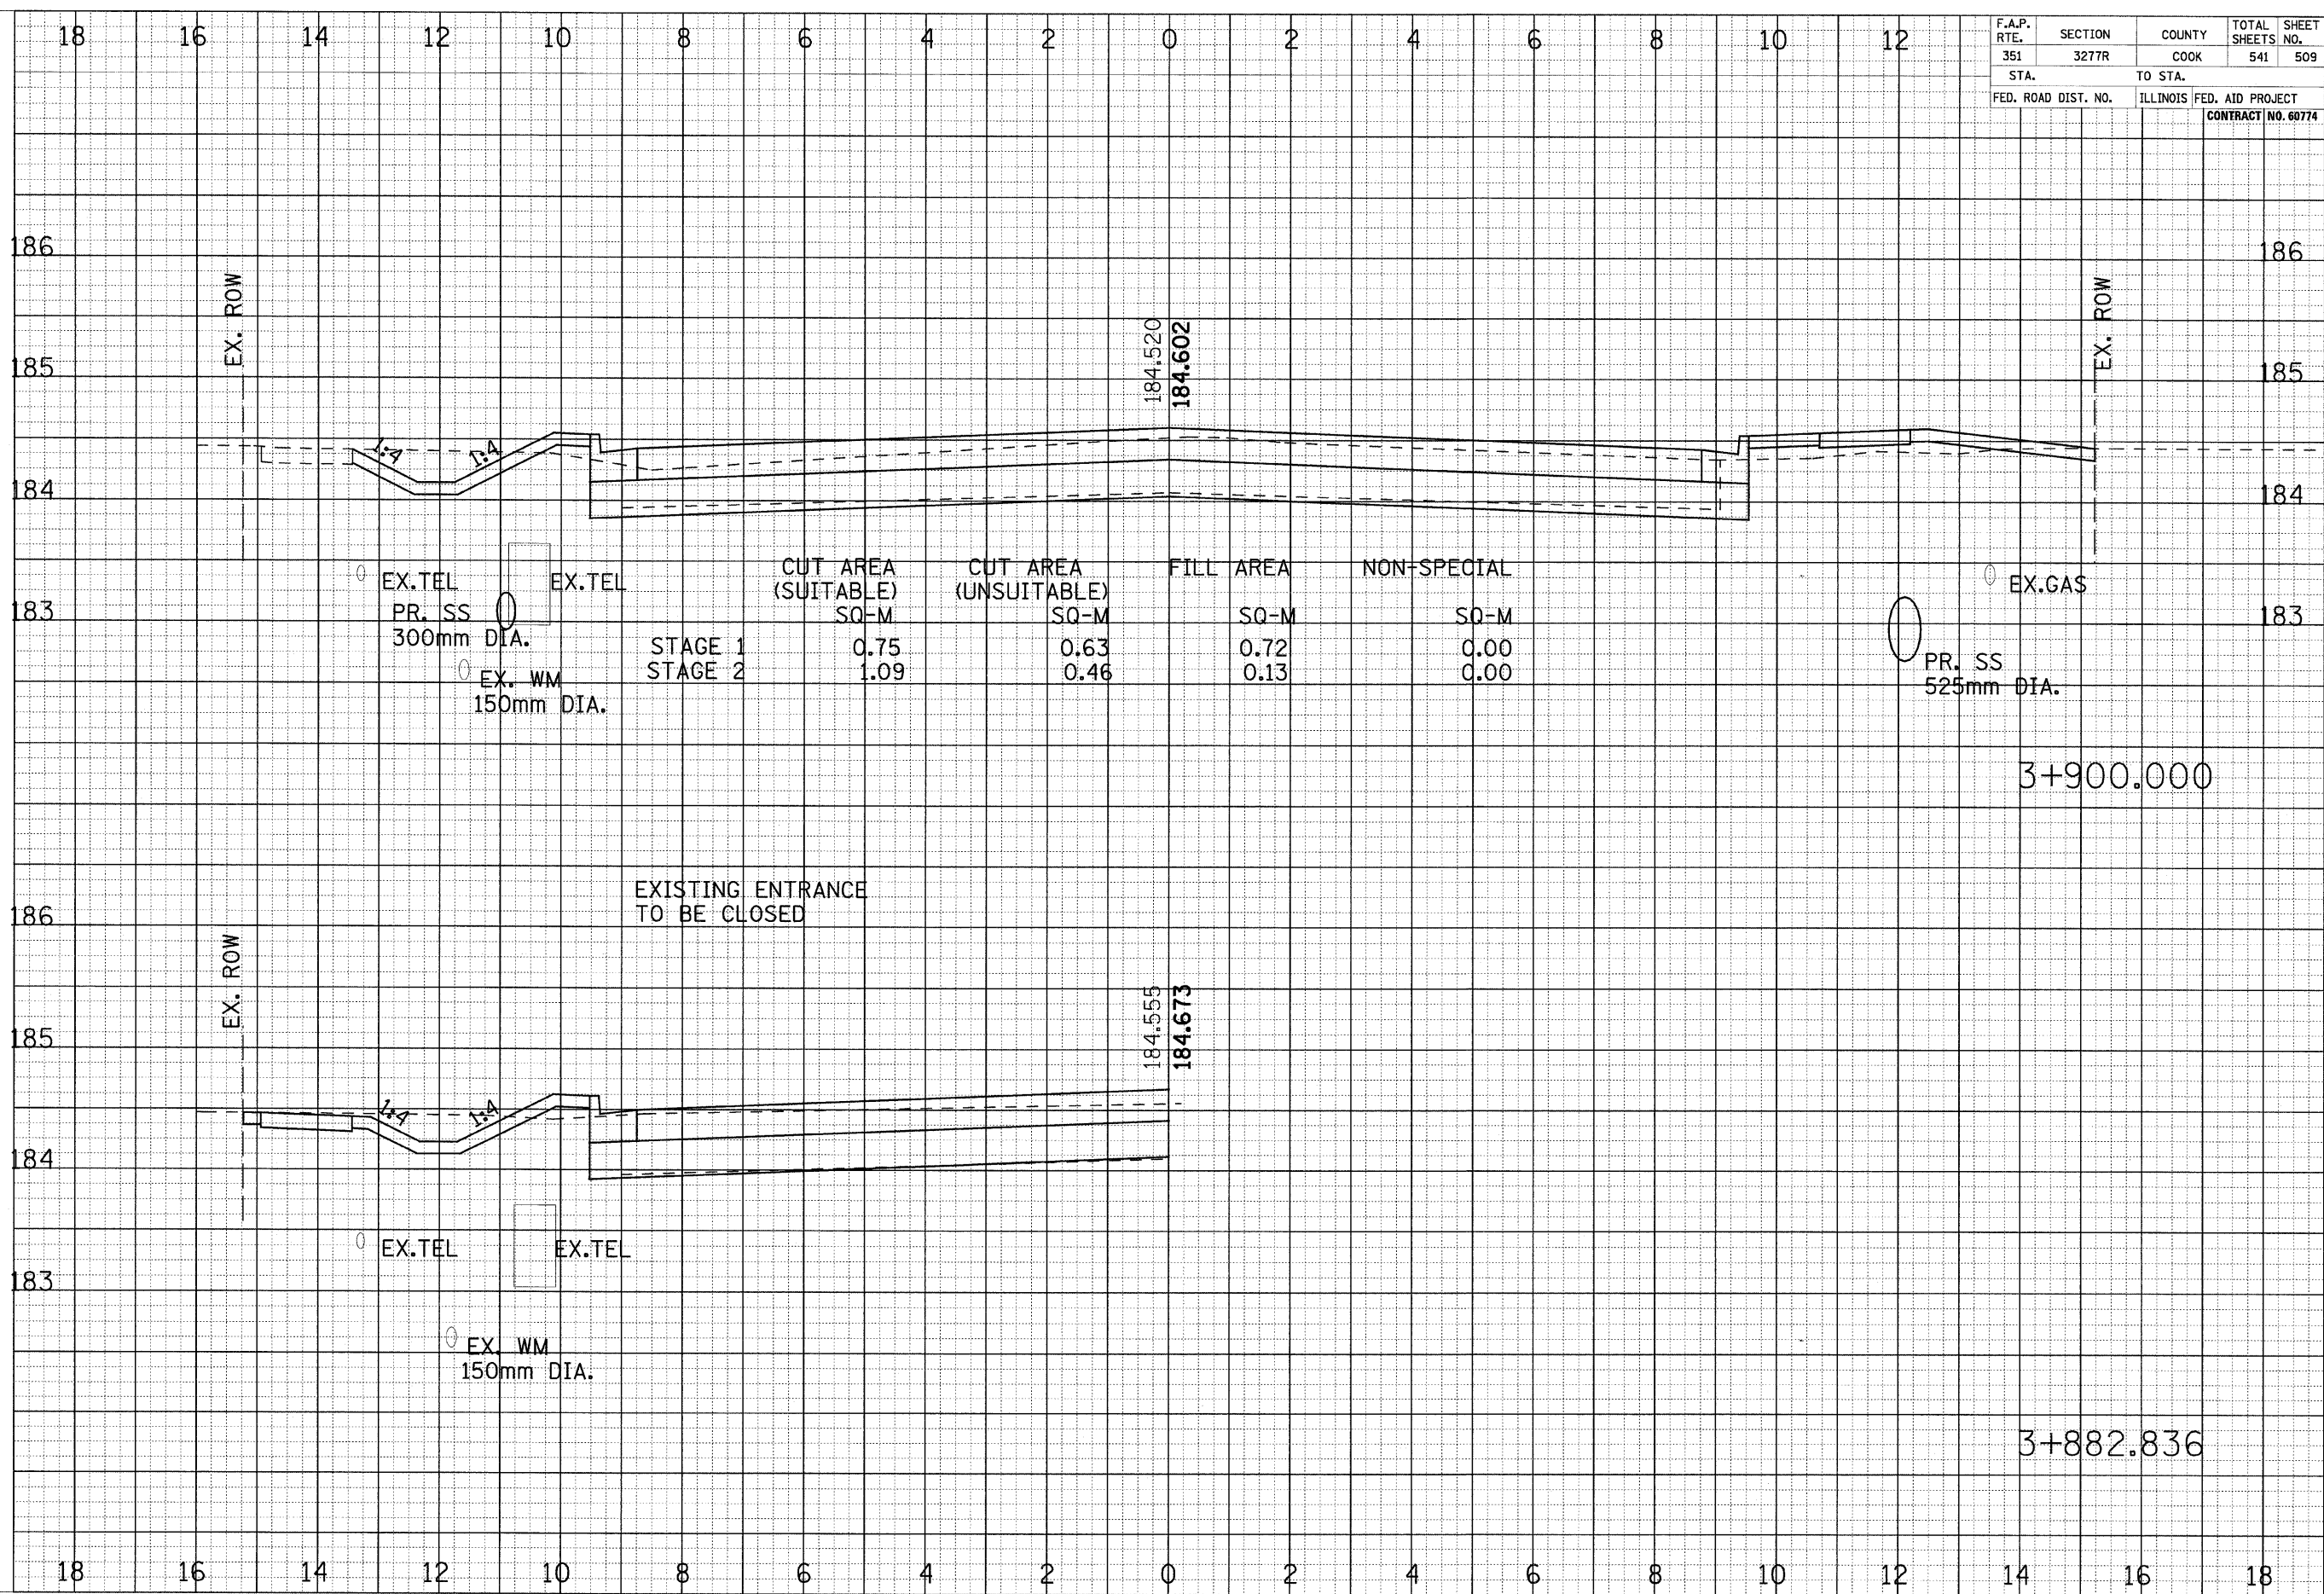 18 16 14 12 10 8 6 4 2 0 2 4 6 8 10 12
F.A.P. RTE. SECTION COUNTY TOTAL SHEETS SHEET NO.
351 3277R COOK 541 509
STA. TO STA.
FED. ROAD DIST. NO. ILLINOIS FED. AID PROJECT
CONTRACT NO. 60774
186 186
EX. ROW EX. ROW
184.520
184.602
185 185
1:4 1:4
184 184
CUT AREA CUT AREA FILL AREA NON-SPECIAL
(SUITABLE) (UNSUITABLE)
SQ-M SQ-M SQ-M SQ-M
STAGE 1 0.75 0.63 0.72 0.00
STAGE 2 1.09 0.46 0.13 0.00
EX.TEL EX.TEL
EX.GAS
183 183
PR. SS
300mm DIA.
EX. WM
150mm DIA.
PR. SS
525mm DIA.
3+900.000
EXISTING ENTRANCE
TO BE CLOSED
186
EX. ROW
184.555
184.673
185
1:4 1:4
184
EX.TEL EX.TEL
183
EX. WM
150mm DIA.
3+882.836
18 16 14 12 10 8 6 4 2 0 2 4 6 8 10 12 14 16 18